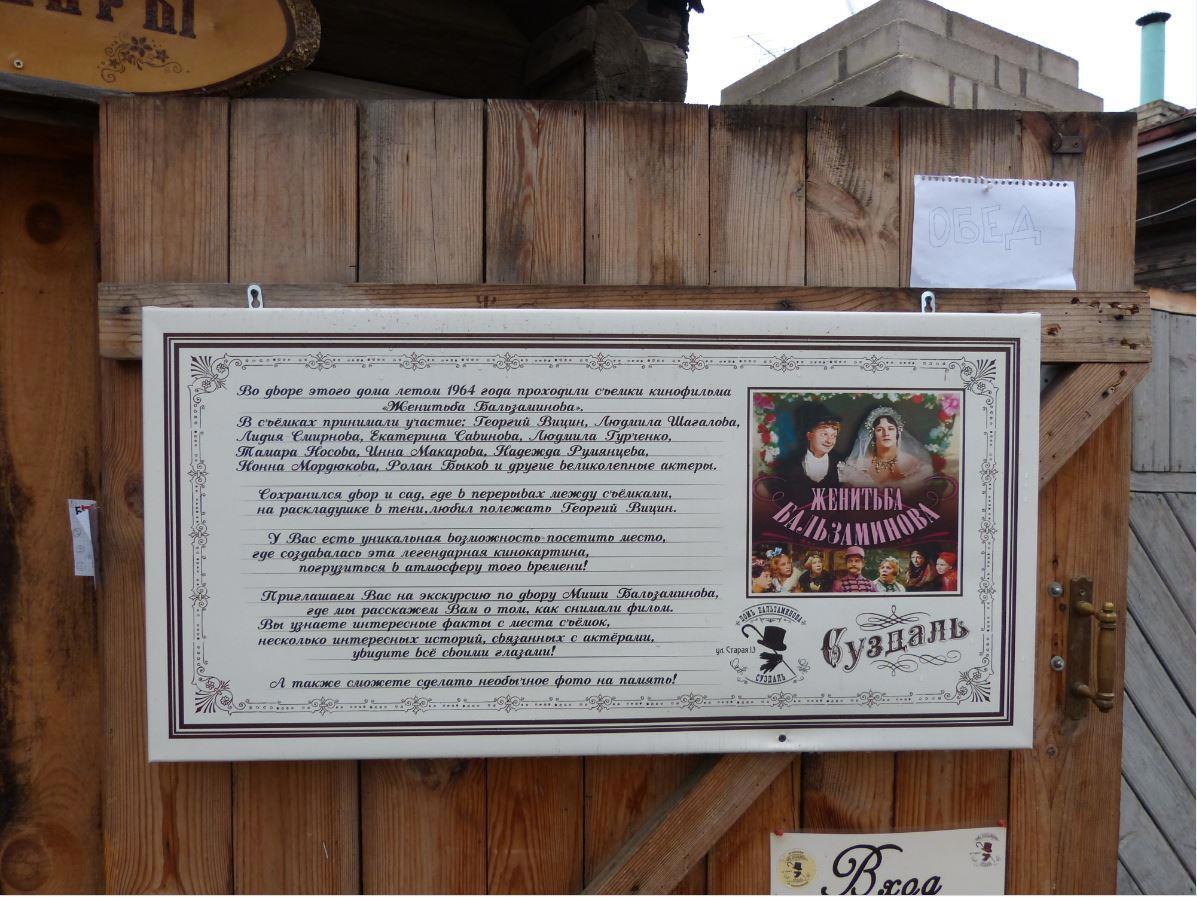 ОБЕД
Во дворе этого дома летом 1964 года проходили съемки кинофильма
«Женитьба Бальзаминова».
В съёмках принимали участие: Георгий Вицин, Людмила Шагалова,
Лидия Смирнова, Екатерина Савинова, Людмила Гурченко,
Тамара Носова, Инна Макарова, Надежда Румянцева,
Нонна Мордюкова, Ролан Быков и другие великолепные актеры.
Сохранился двор и сад, где в перерывах между съёмками,
на раскладушке в тени, любил полежать Георгий Вицин.
У Вас есть уникальная возможность посетить место,
где создавалась эта легендарная кинокартина,
погрузиться в атмосферу того времени!
Приглашаем Вас на экскурсию по двору Миши Бальзаминова,
где мы расскажем Вам о том, как снимали фильм.
Вы узнаете интересные факты с места съёмок,
несколько интересных историй, связанных с актёрами,
увидите всё своими глазами!
А также сможете сделать необычное фото на память!
ЖЕНИТЬБА
БАЛЬЗАМИНОВА
ДОМЪ БАЛЬЗАМИНОВА
ул. Старая 13
СУЗДАЛЬ
Суздаль
Вход